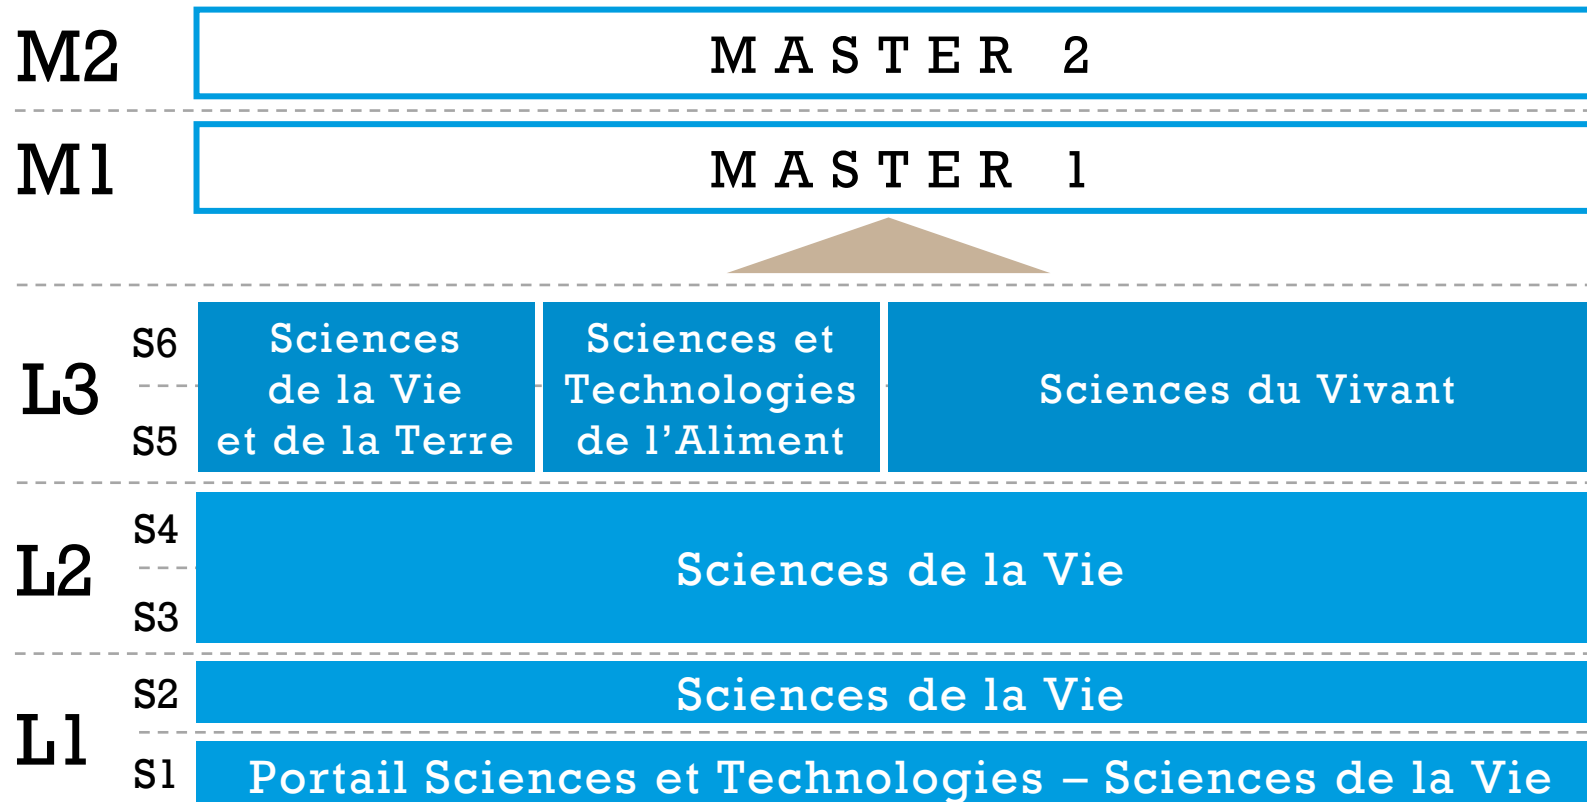 M2
MASTER 2
M1
MASTER 1
L3
S6
S5
Sciences
de la Vie
et de la Terre
Sciences et
Technologies
de l’Aliment
Sciences du Vivant
L2
S4
S3
Sciences de la Vie
L1
S2
Sciences de la Vie
S1
Portail Sciences et Technologies – Sciences de la Vie